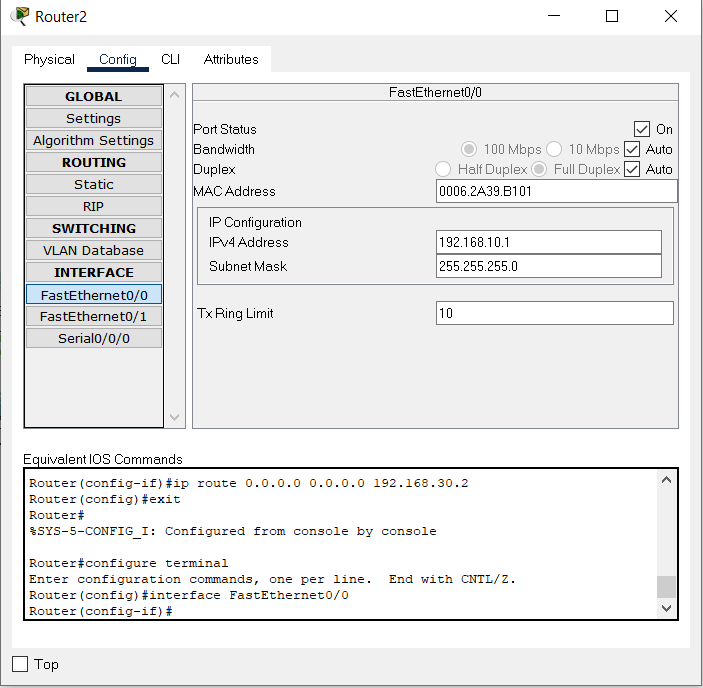 Router2
Physical Config CLI Attributes
GLOBAL
Settings
Algorithm Settings
ROUTING
Static
RIP
SWITCHING
VLAN Database
INTERFACE
FastEthernet0/0
FastEthernet0/1
Serial0/0/0
FastEthernet0/0
Port Status On
Bandwidth 100 Mbps 10 Mbps Auto
Duplex Half Duplex Full Duplex Auto
MAC Address 0006.2A39.B101
IP Configuration
IPv4 Address 192.168.10.1
Subnet Mask 255.255.255.0
Tx Ring Limit 10
Equivalent IOS Commands
Router(config-if)#ip route 0.0.0.0 0.0.0.0 192.168.30.2
Router(config)#exit
Router#
%SYS-5-CONFIG_I: Configured from console by console
Router#configure terminal
Enter configuration commands, one per line.  End with CNTL/Z.
Router(config)#interface FastEthernet0/0
Router(config-if)#
Top